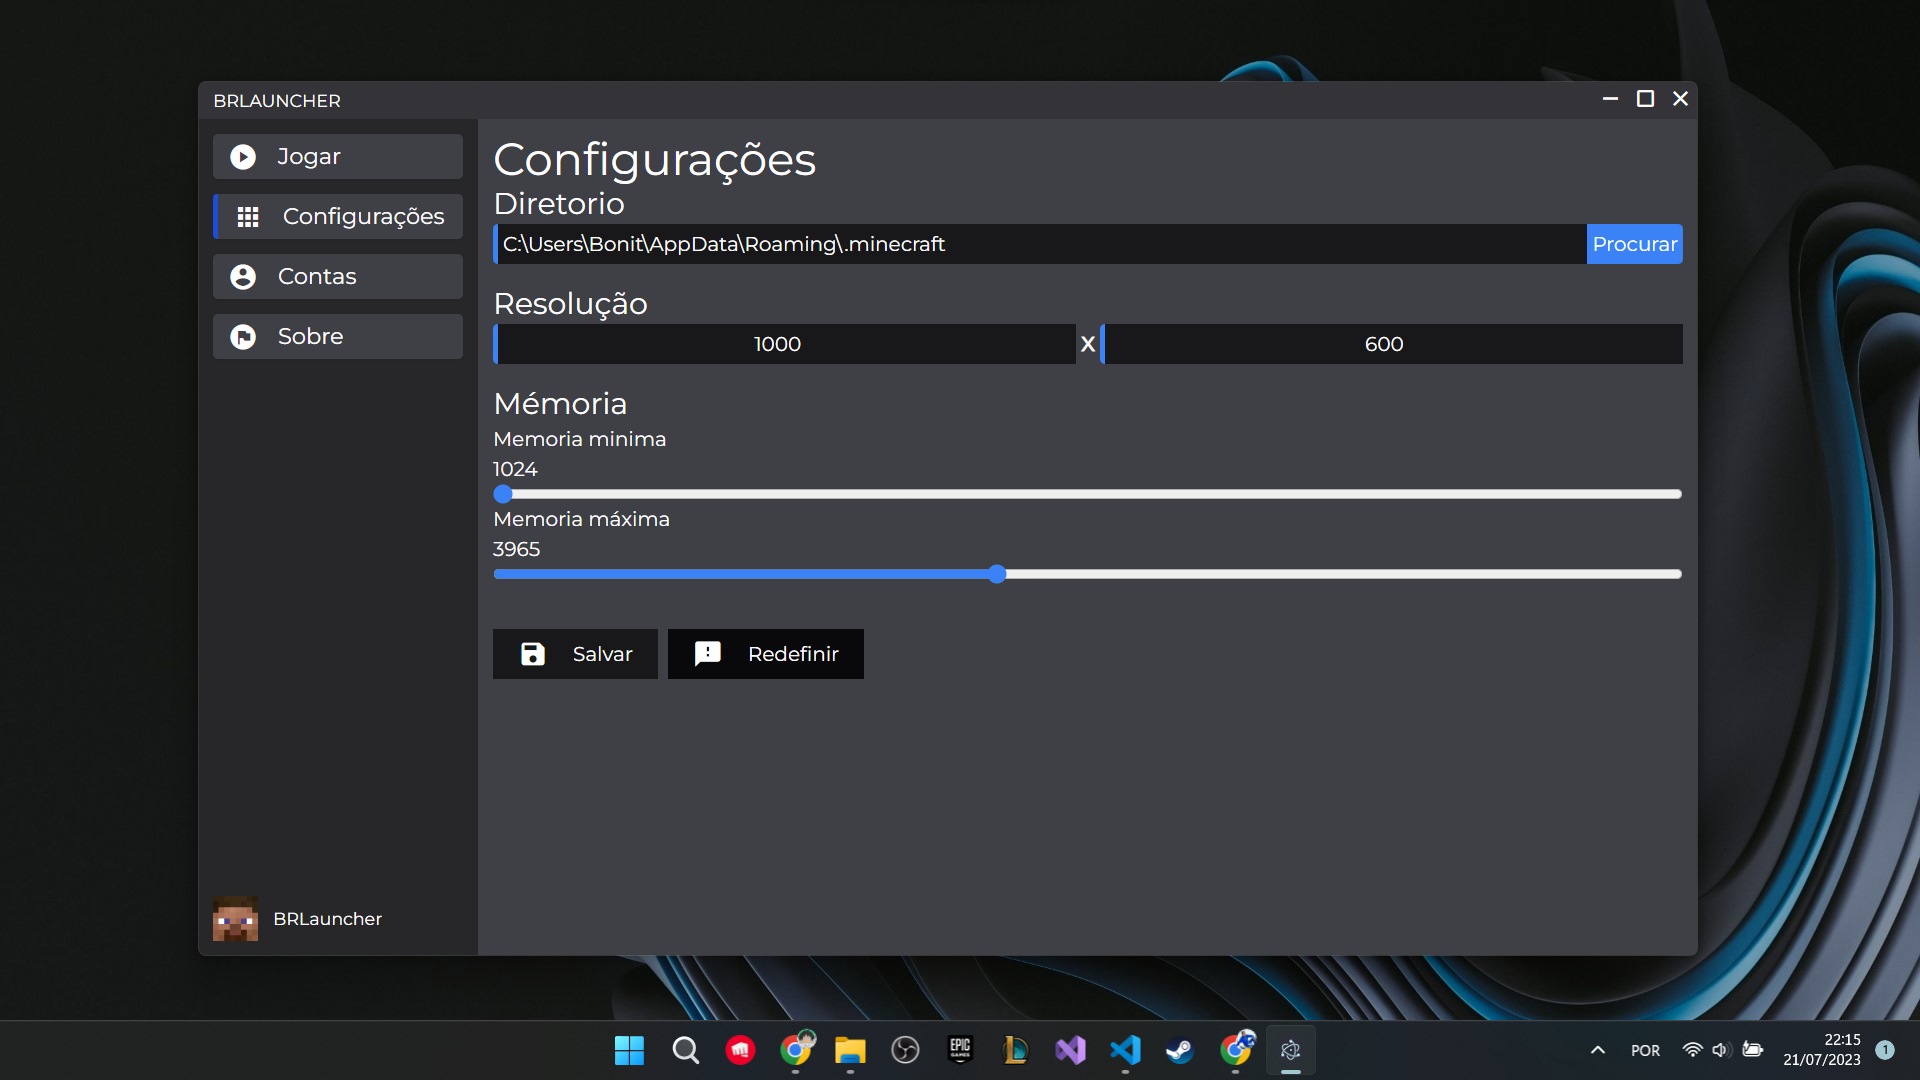 BRLAUNCHER
Jogar
Configurações
Contas
Sobre
BRLauncher
Configurações
Diretorio
C:\Users\Bonit\AppData\Roaming\.minecraft
Procurar
Resolução
1000 X 600
Mémoria
Memoria minima
1024
Memoria máxima
3965
Salvar
Redefinir
EPIC
GAMES
POR
22:15
21/07/2023
1